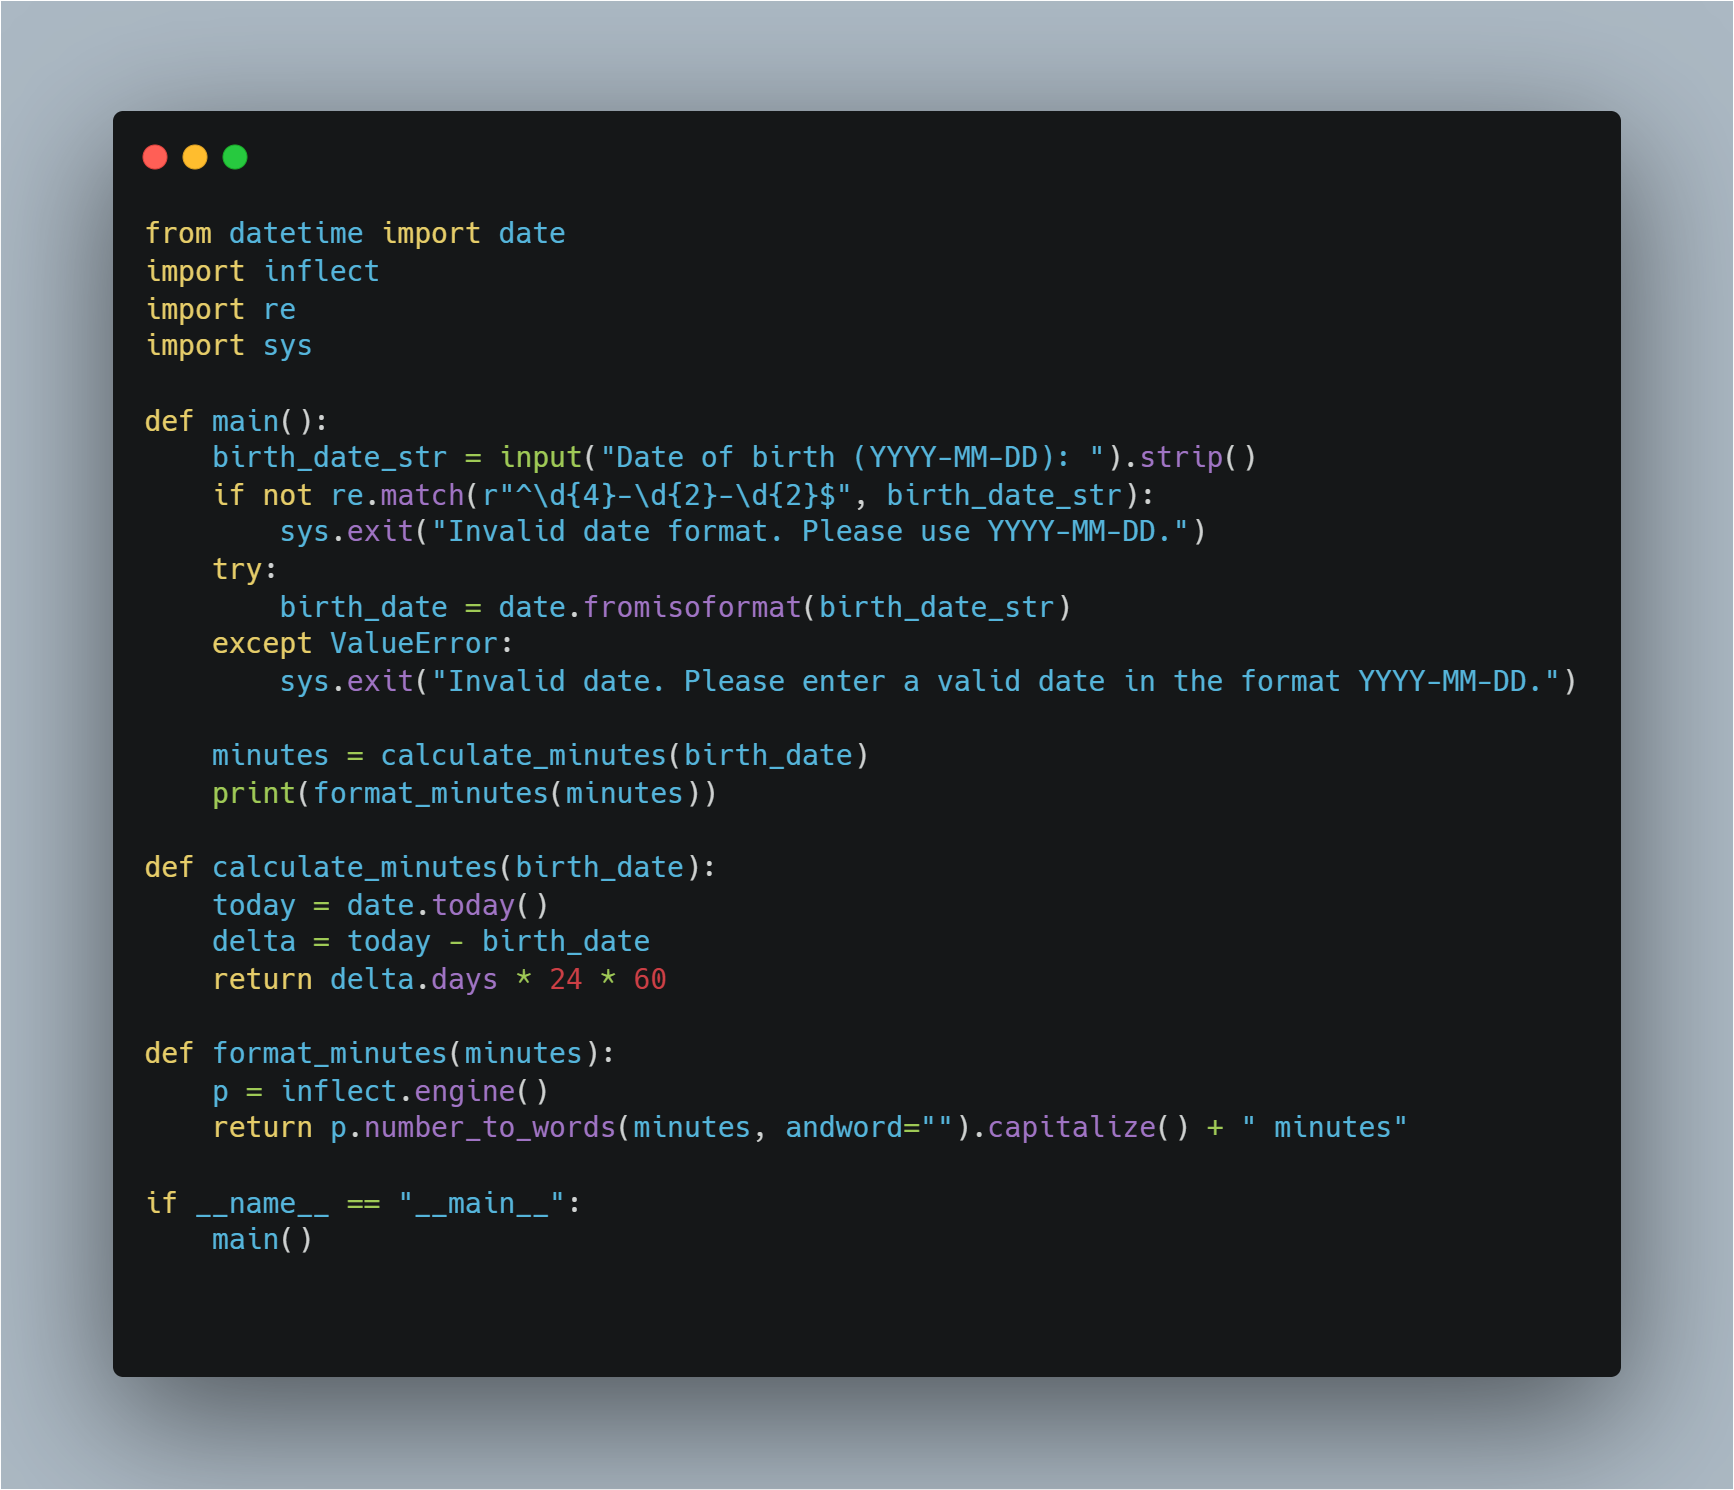 from datetime import date
import inflect
import re
import sys

def main():
    birth_date_str = input("Date of birth (YYYY-MM-DD): ").strip()
    if not re.match(r"^\d{4}-\d{2}-\d{2}$", birth_date_str):
        sys.exit("Invalid date format. Please use YYYY-MM-DD.")
    try:
        birth_date = date.fromisoformat(birth_date_str)
    except ValueError:
        sys.exit("Invalid date. Please enter a valid date in the format YYYY-MM-DD.")

    minutes = calculate_minutes(birth_date)
    print(format_minutes(minutes))

def calculate_minutes(birth_date):
    today = date.today()
    delta = today - birth_date
    return delta.days * 24 * 60

def format_minutes(minutes):
    p = inflect.engine()
    return p.number_to_words(minutes, andword="").capitalize() + " minutes"

if __name__ == "__main__":
    main()